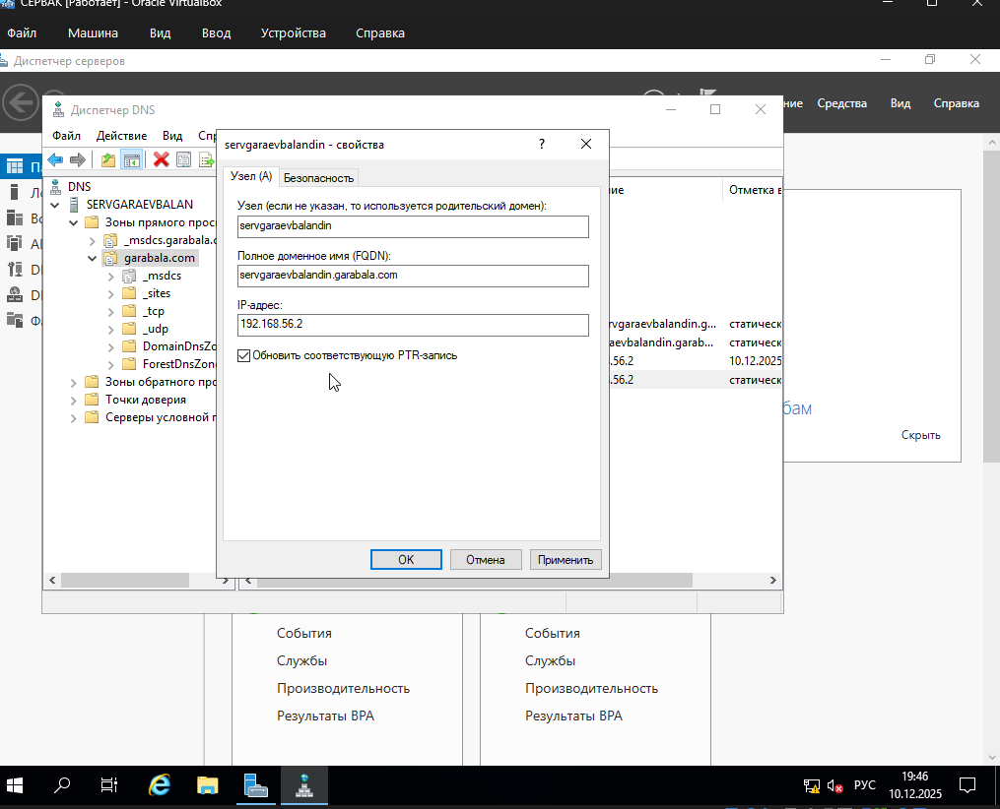 СЕРВАК [Работает] - Oracle VirtualBox
Файл Машина Вид Ввод Устройства Справка
Диспетчер серверов
ние Средства Вид Справка
Диспетчер DNS
Файл Действие Вид Спр
servgaraevbalandin - свойства
? 
Узел (A) Безопасность
Узел (если не указан, то используется родительский домен):
servgaraevbalandin
Полное доменное имя (FQDN):
servgaraevbalandin.garabala.com
IP-адрес:
192.168.56.2
Обновить соответствующую PTR-запись
OK Отмена Применить
DNS
SERVGARAEVBALAN
Зоны прямого прос
_msdcs.garabala.c
garabala.com
_msdcs
_sites
_tcp
_udp
DomainDnsZo
ForestDnsZon
Зоны обратного пр
Точки доверия
Серверы условной п
ние Отметка в
rvgaraevbalandin.g... статическ
aevbalandin.garab... статическ
.56.2 10.12.2025
.56.2 статическ
бам
Скрыть
События
Службы
Производительность
Результаты BPA
События
Службы
Производительность
Результаты BPA
РУС
19:46
10.12.2025